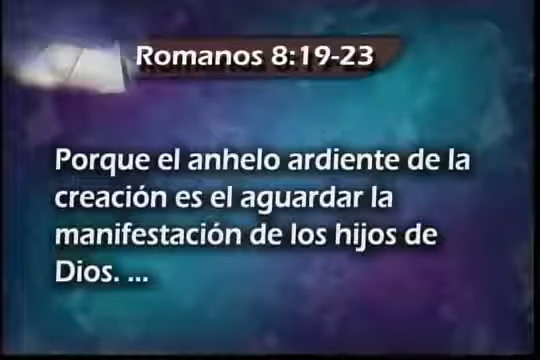 Romanos 8:19-23
Porque el anhelo ardiente de la
creación es el aguardar la
manifestación de los hijos de
Dios. ...